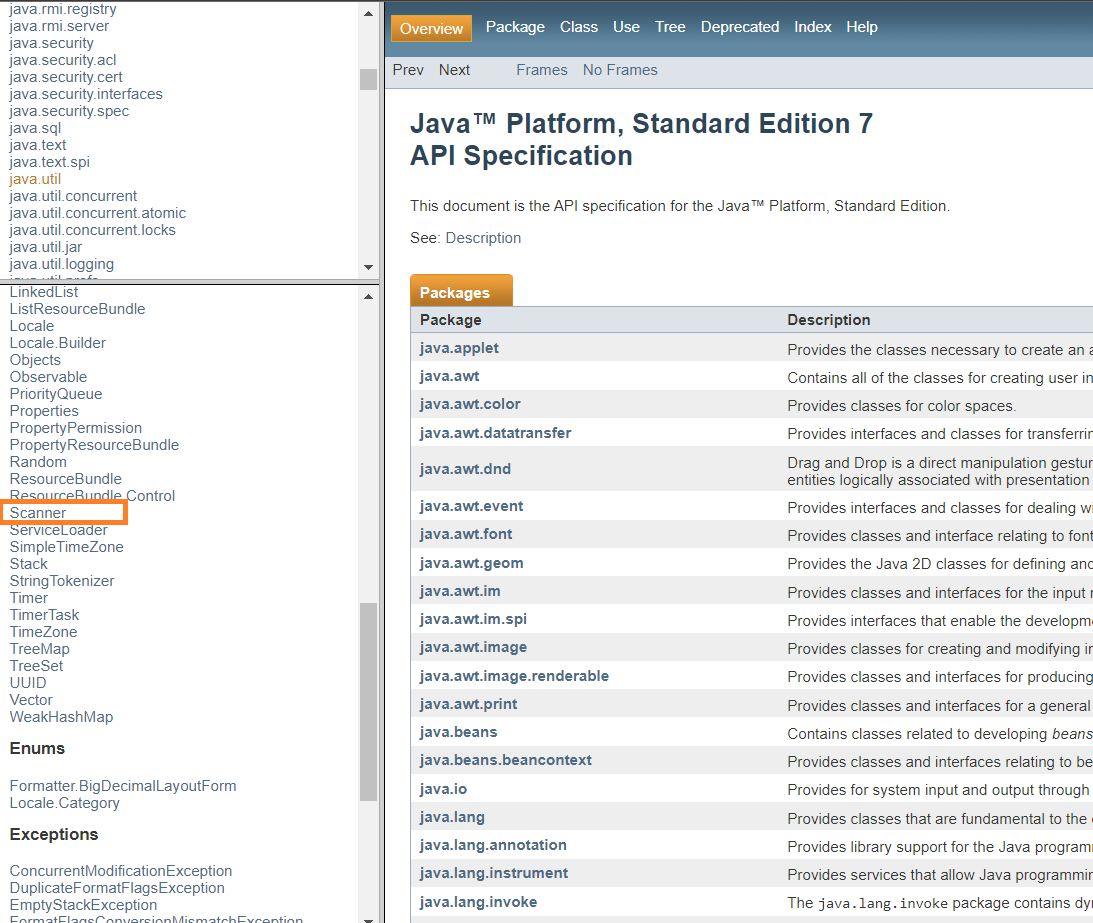 java.rmi.registry
java.rmi.server
java.security
java.security.acl
java.security.cert
java.security.interfaces
java.security.spec
java.sql
java.text
java.text.spi
java.util
java.util.concurrent
java.util.concurrent.atomic
java.util.concurrent.locks
java.util.jar
java.util.logging
LinkedList
ListResourceBundle
Locale
Locale.Builder
Objects
Observable
PriorityQueue
Properties
PropertyPermission
PropertyResourceBundle
Random
ResourceBundle
ResourceBundle.Control
Scanner
ServiceLoader
SimpleTimeZone
Stack
StringTokenizer
Timer
TimerTask
TimeZone
TreeMap
TreeSet
UUID
Vector
WeakHashMap
Enums
Formatter.BigDecimalLayoutForm
Locale.Category
Exceptions
ConcurrentModificationException
DuplicateFormatFlagsException
EmptyStackException
FormatFlagsConversionMismatchException
Overview Package Class Use Tree Deprecated Index Help
Prev Next Frames No Frames
Java™ Platform, Standard Edition 7
API Specification
This document is the API specification for the Java™ Platform, Standard Edition.
See: Description
Packages
Package Description
java.applet Provides the classes necessary to create an
java.awt Contains all of the classes for creating user
java.awt.color Provides classes for color spaces.
java.awt.datatransfer Provides interfaces and classes for
java.awt.dnd Drag and Drop is a direct manipulation
entities logically associated with presentation
java.awt.event Provides interfaces and classes for dealing
java.awt.font Provides classes and interface relating to
java.awt.geom Provides the Java 2D classes for defining
java.awt.im Provides classes and interfaces for the input
java.awt.im.spi Provides interfaces that enable the
java.awt.image Provides classes for creating and modifying
java.awt.image.renderable Provides classes and interfaces for producing
java.awt.print Provides classes and interfaces for a general
java.beans Contains classes related to developing beans
java.beans.beancontext Provides classes and interfaces relating to
java.io Provides for system input and output through
java.lang Provides classes that are fundamental to the
java.lang.annotation Provides library support for the Java
java.lang.instrument Provides services that allow Java
java.lang.invoke The java.lang.invoke package contains